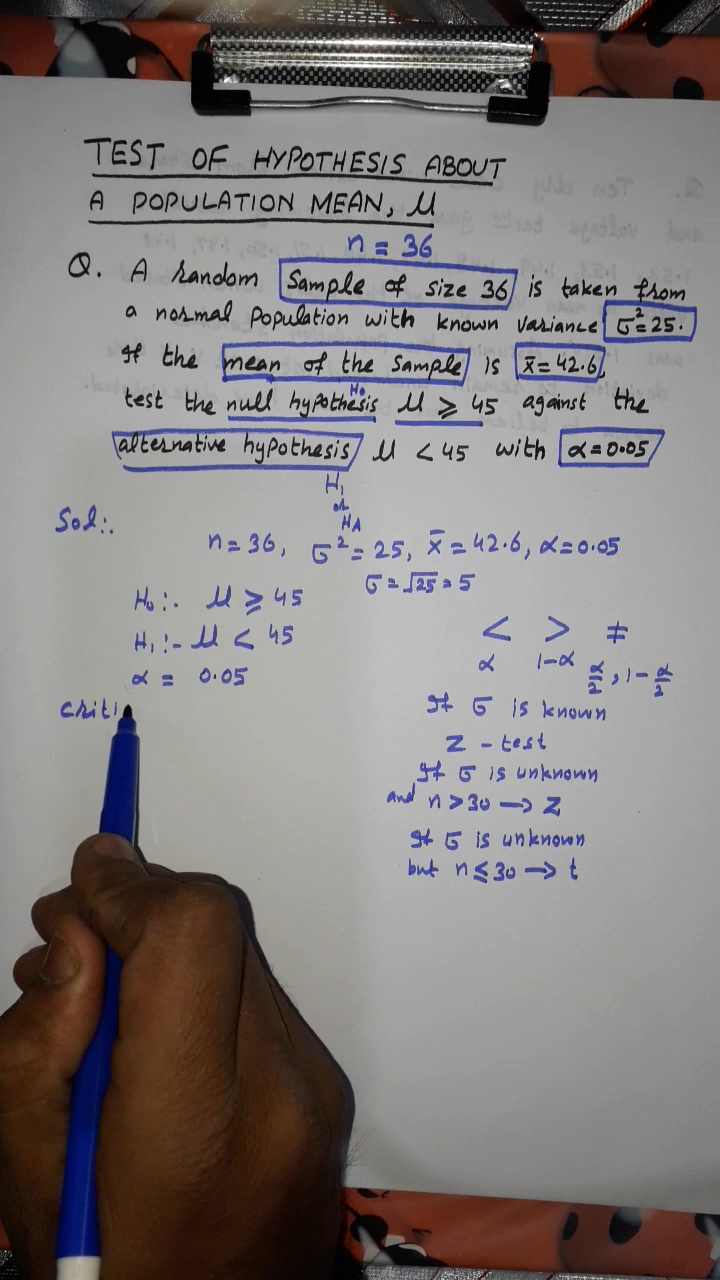 TEST OF HYPOTHESIS ABOUT
A POPULATION MEAN, μ
n = 36
Q. A random Sample of size 36 is taken from
a normal population with known variance σ²=25.
If the mean of the sample is x̄=42.6,
H₀
test the null hypothesis μ ⩾ 45 against the
alternative hypothesis μ < 45 with α=0.05
H₁
or
HA
Sol:.
n=36, σ²=25, x̄=42.6, α=0.05
σ=√25=5
H₀:. μ ⩾ 45
H₁:- μ < 45
α = 0.05
criti
< > ≠
α 1-α α/2, 1-α/2
If σ is known
Z - test
If σ is unknown
and n>30 → Z
If σ is unknown
but n⩽30 → t